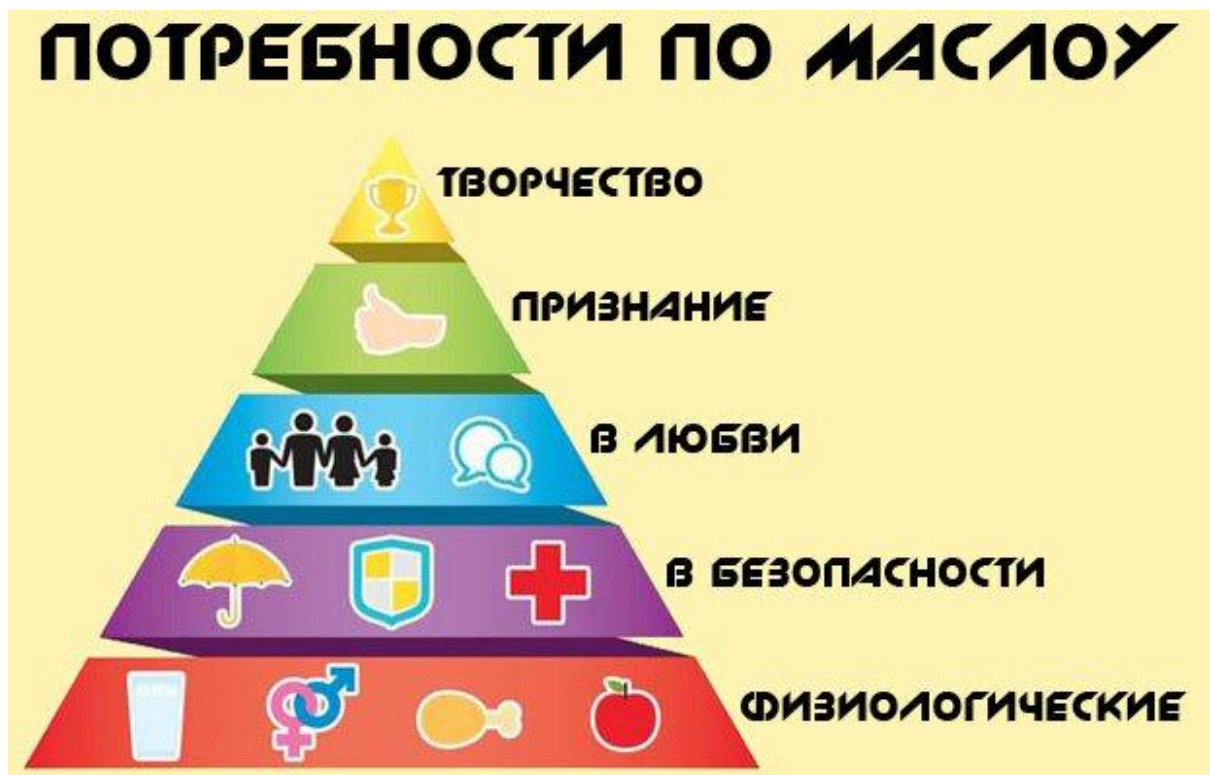 ПОТРЕБНОСТИ ПО МАСЛОУ
ТВОРЧЕСТВО
ПРИЗНАНИЕ
В ЛЮБВИ
В БЕЗОПАСНОСТИ
ФИЗИОЛОГИЧЕСКИЕ